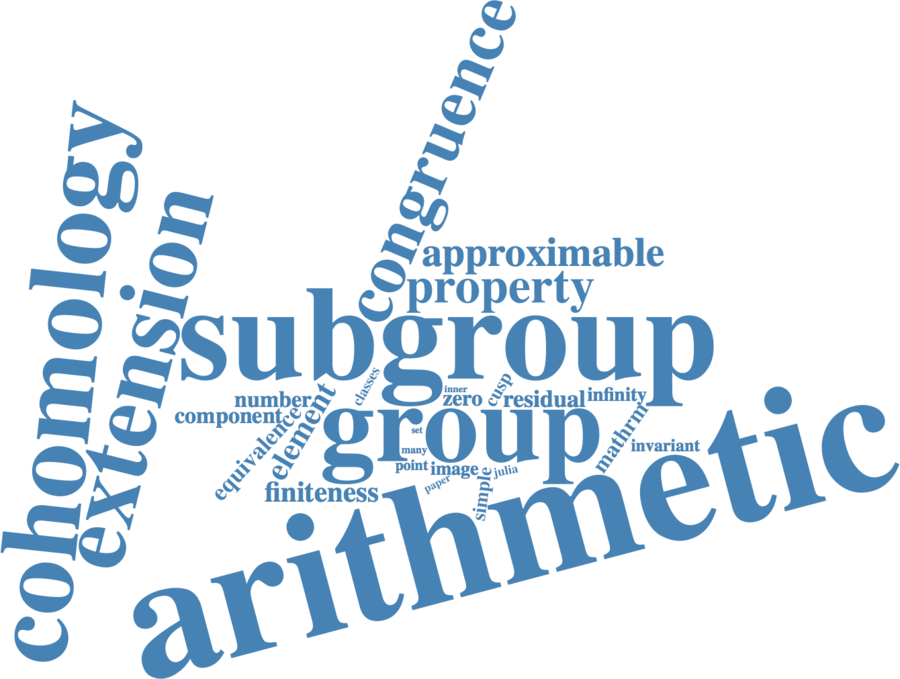 congruence
cohomology
extension
approximable
property
subgroup
number
component
equivalence
element
classes
inner
zero
cusp
residual
infinity
group
set
many
point
image
paper
simple
julia
mathrm
invariant
finiteness
arithmetic